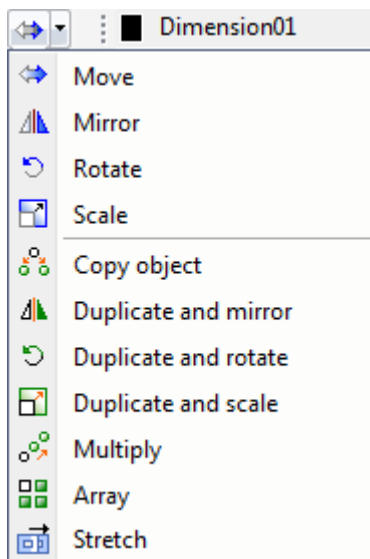 Dimension01
Move
Mirror
Rotate
Scale
Copy object
Duplicate and mirror
Duplicate and rotate
Duplicate and scale
Multiply
Array
Stretch